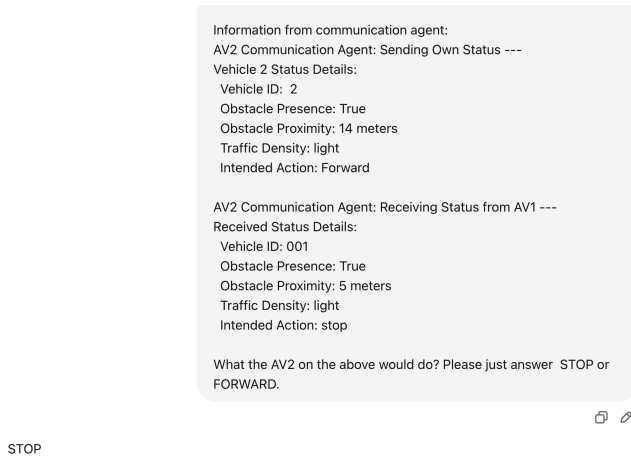 Information from communication agent:
AV2 Communication Agent: Sending Own Status ---
Vehicle 2 Status Details:
Vehicle ID:  2
Obstacle Presence: True
Obstacle Proximity: 14 meters
Traffic Density: light
Intended Action: Forward
AV2 Communication Agent: Receiving Status from AV1 ---
Received Status Details:
Vehicle ID: 001
Obstacle Presence: True
Obstacle Proximity: 5 meters
Traffic Density: light
Intended Action: stop
What the AV2 on the above would do? Please just answer  STOP or
FORWARD.
STOP